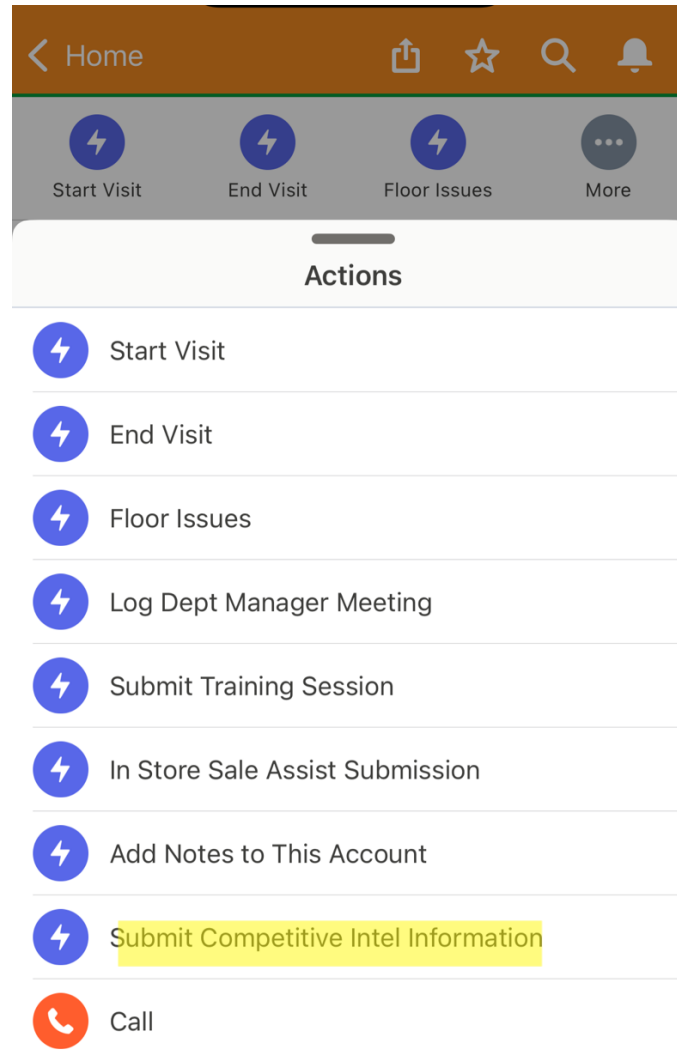 Home
Start Visit
End Visit
Floor Issues
More
Actions
Start Visit
End Visit
Floor Issues
Log Dept Manager Meeting
Submit Training Session
In Store Sale Assist Submission
Add Notes to This Account
Submit Competitive Intel Information
Call